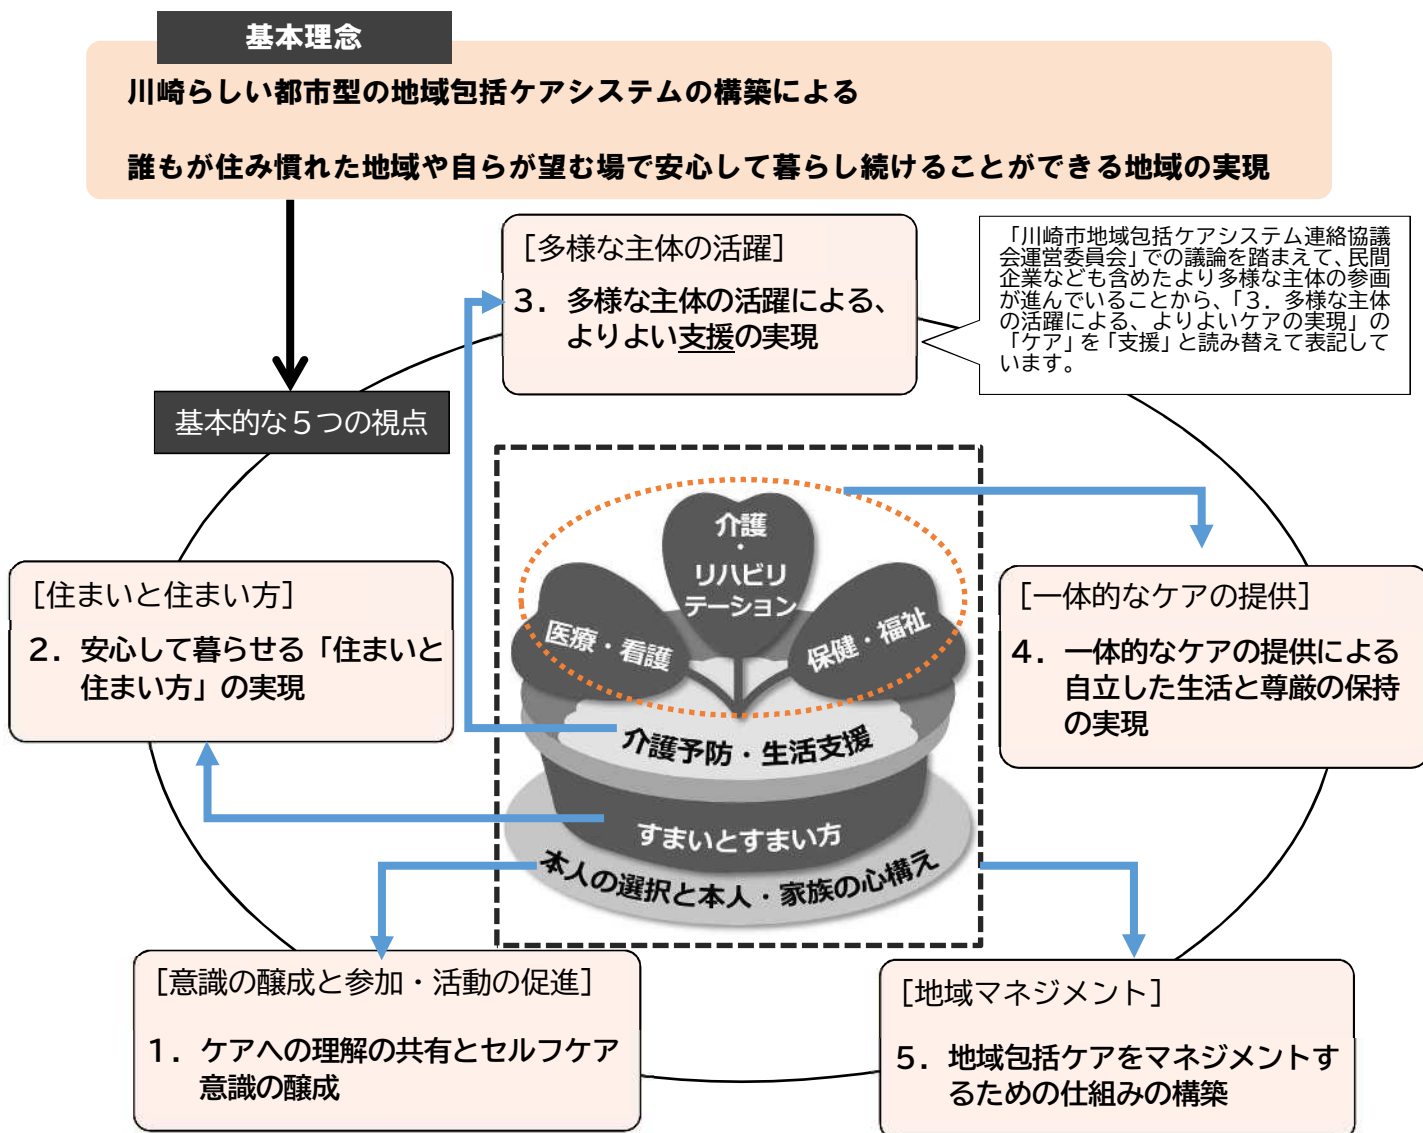 基本理念
川崎らしい都市型の地域包括ケアシステムの構築による
誰もが住み慣れた地域や自らが望む場で安心して暮らし続けることができる地域の実現
[多様な主体の活躍]
３．多様な主体の活躍による、
よりよい支援の実現
「川崎市地域包括ケアシステム連絡協議
会運営委員会」での議論を踏まえて、民間
企業なども含めたより多様な主体の参画
が進んでいることから、「３．多様な主体
の活躍による、よりよいケアの実現」の
「ケア」を「支援」と読み替えて表記して
います。
基本的な５つの視点
介護
・
リハビリ
テーション
医療・看護
保健・福祉
介護予防・生活支援
すまいとすまい方
本人の選択と本人・家族の心構え
[住まいと住まい方]
２．安心して暮らせる「住まいと
住まい方」の実現
[一体的なケアの提供]
４．一体的なケアの提供による
自立した生活と尊厳の保持
の実現
[意識の醸成と参加・活動の促進]
１．ケアへの理解の共有とセルフケア
意識の醸成
[地域マネジメント]
５．地域包括ケアをマネジメントす
るための仕組みの構築